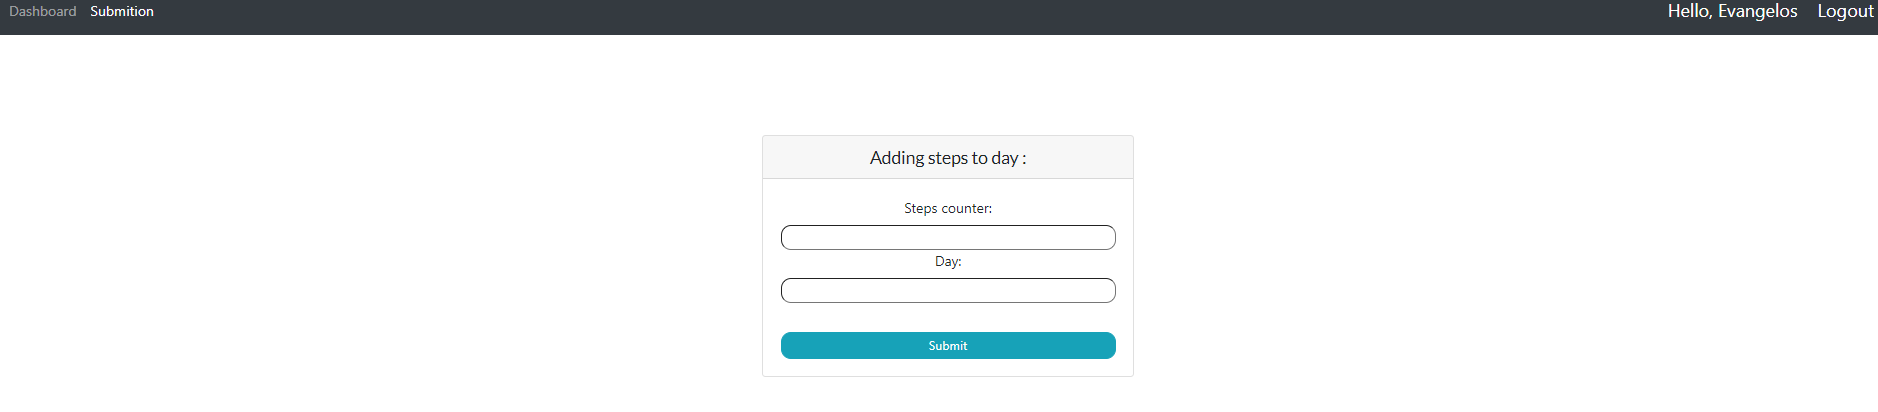 Dashboard Submition Hello, Evangelos Logout
Adding steps to day :
Steps counter:
Day:
Submit